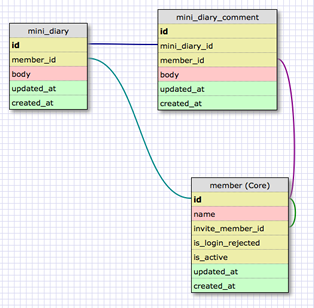 mini_diary
id
member_id
body
updated_at
created_at
mini_diary_comment
id
mini_diary_id
member_id
body
updated_at
created_at
member (Core)
id
name
invite_member_id
is_login_rejected
is_active
updated_at
created_at